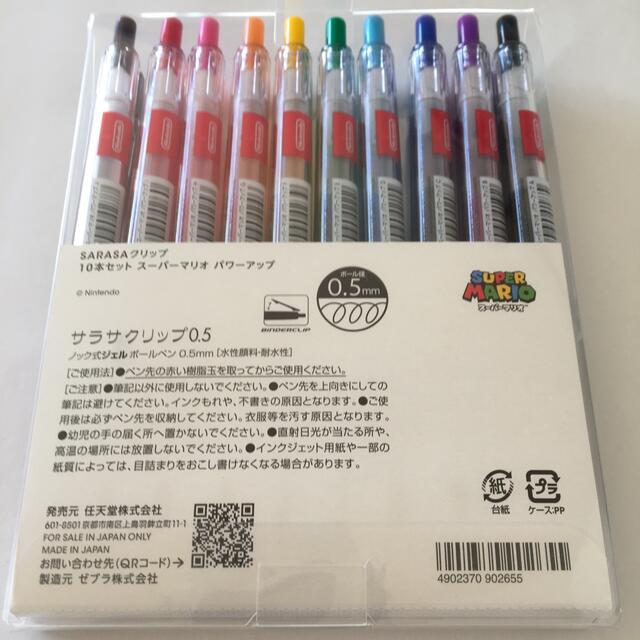 SARASAクリップ
10本セット スーパーマリオ パワーアップ
© Nintendo
BINDERCLIP
ボール径
0.5mm
SUPER
MARIO
スーパーマリオ
サラサクリップ0.5
ノック式ジェルボールペン 0.5mm [水性顔料・耐水性]
[ご使用法] ●ペン先の赤い樹脂玉を取ってからご使用ください。
[ご注意] ●筆記以外に使用しないでください。●ペン先を上向きにしての
筆記は避けてください。インクもれや、不書きの原因となります。●ご使
用後は必ずペン先を収納してください。衣服等を汚す原因となります。
●幼児の手の届く所へ置かないでください。●直射日光が当たる所や、
高温の場所には放置しないでください。●インクジェット用紙や一部の
紙質によっては、目詰まりをおこし書けなくなる場合があります。
発売元 任天堂株式会社
601-8501 京都市南区上鳥羽鉾立町11-1
FOR SALE IN JAPAN ONLY
MADE IN JAPAN
お問い合わせ先(QRコード)→
製造元 ゼブラ株式会社
紙
台紙
プラ
ケース:PP
4902370 902655